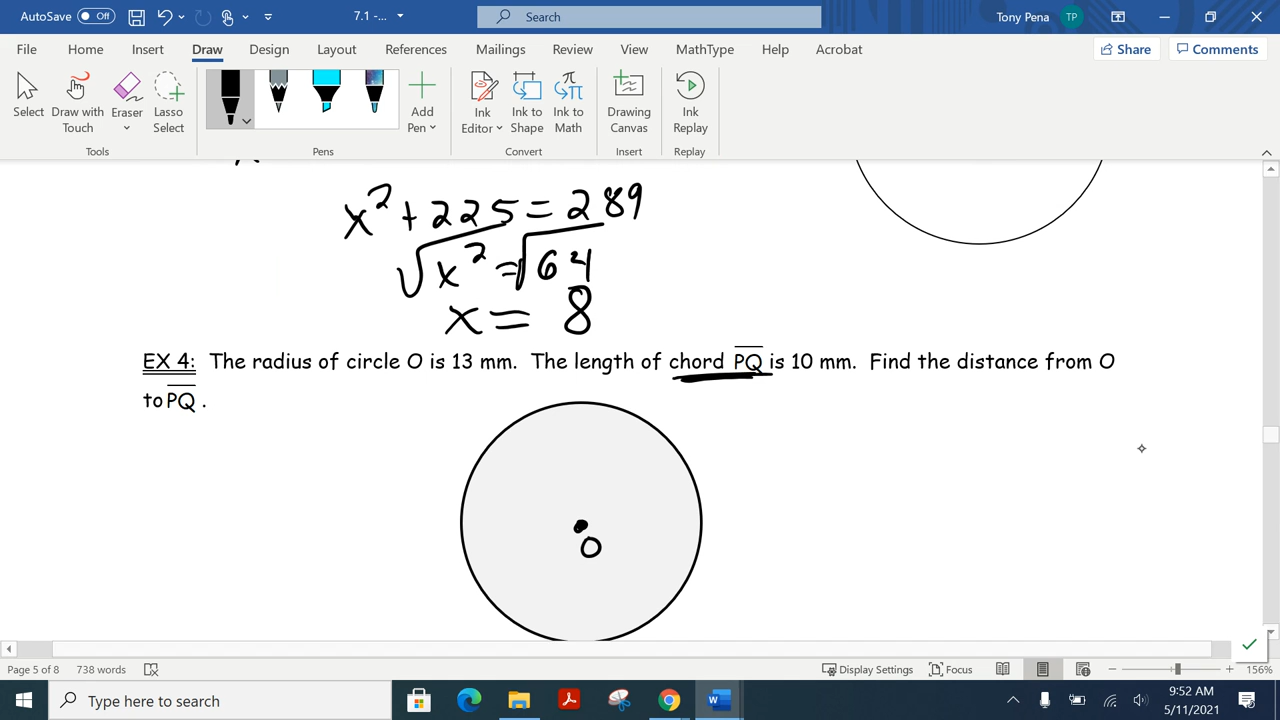 AutoSave Off 7.1 -... Search Tony Pena TP
File Home Insert Draw Design Layout References Mailings Review View MathType Help Acrobat Share Comments
Select Draw with Touch Eraser Lasso Select Add Pen Ink Editor Ink to Shape Ink to Math Drawing Canvas Ink Replay
Tools Pens Convert Insert Replay
x² + 225 = 289
√x² = √64
x = 8
EX 4: The radius of circle O is 13 mm. The length of chord P̅Q̅ is 10 mm. Find the distance from O
to P̅Q̅ .
O
Page 5 of 8 738 words Display Settings Focus 156%
Type here to search 9:52 AM
5/11/2021